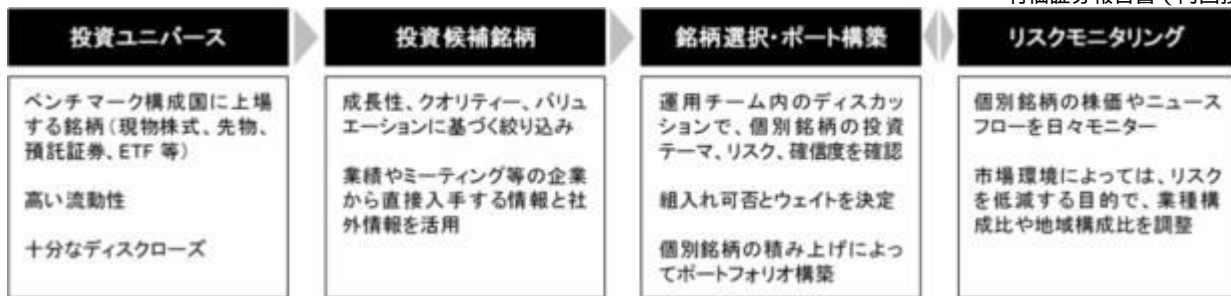 投資ユニバース
ベンチマーク構成国に上場
する銘柄(現物株式、先物、
預託証券、ETF 等)
高い流動性
十分なディスクローズ
投資候補銘柄
成長性、クオリティー、バリュ
エーションに基づく絞り込み
業績やミーティング等の企業
から直接入手する情報と社
外情報を活用
銘柄選択・ポート構築
運用チーム内のディスカッ
ションで、個別銘柄の投資
テーマ、リスク、確信度を確認
組入れ可否とウェイトを決定
個別銘柄の積み上げによっ
てポートフォリオ構築
リスクモニタリング
個別銘柄の株価やニュース
フローを日々モニター
市場環境によっては、リスク
を低減する目的で、業種構
成比や地域構成比を調整